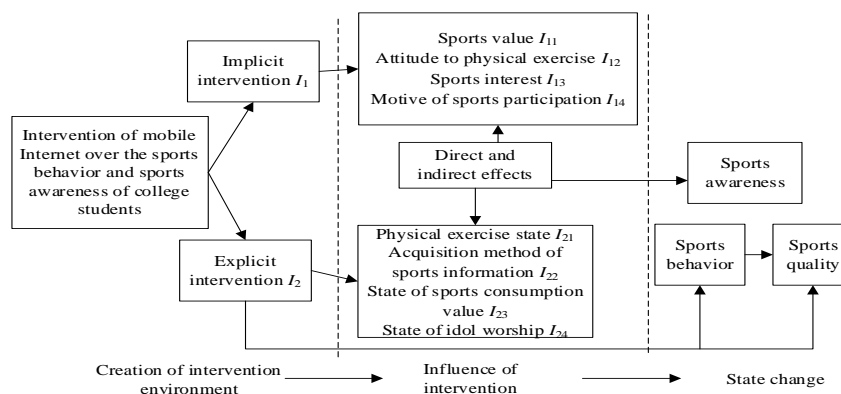 Implicit
intervention I1
Sports value I11
Attitude to physical exercise I12
Sports interest I13
Motive of sports participation I14
Intervention of mobile
Internet over the sports
behavior and sports
awareness of college
students
Direct and
indirect effects
Sports
awareness
Explicit
intervention I2
Physical exercise state I21
Acquisition method of
sports information I22
State of sports consumption
value I23
State of idol worship I24
Sports
behavior
Sports
quality
Creation of intervention
environment
Influence of
intervention
State change